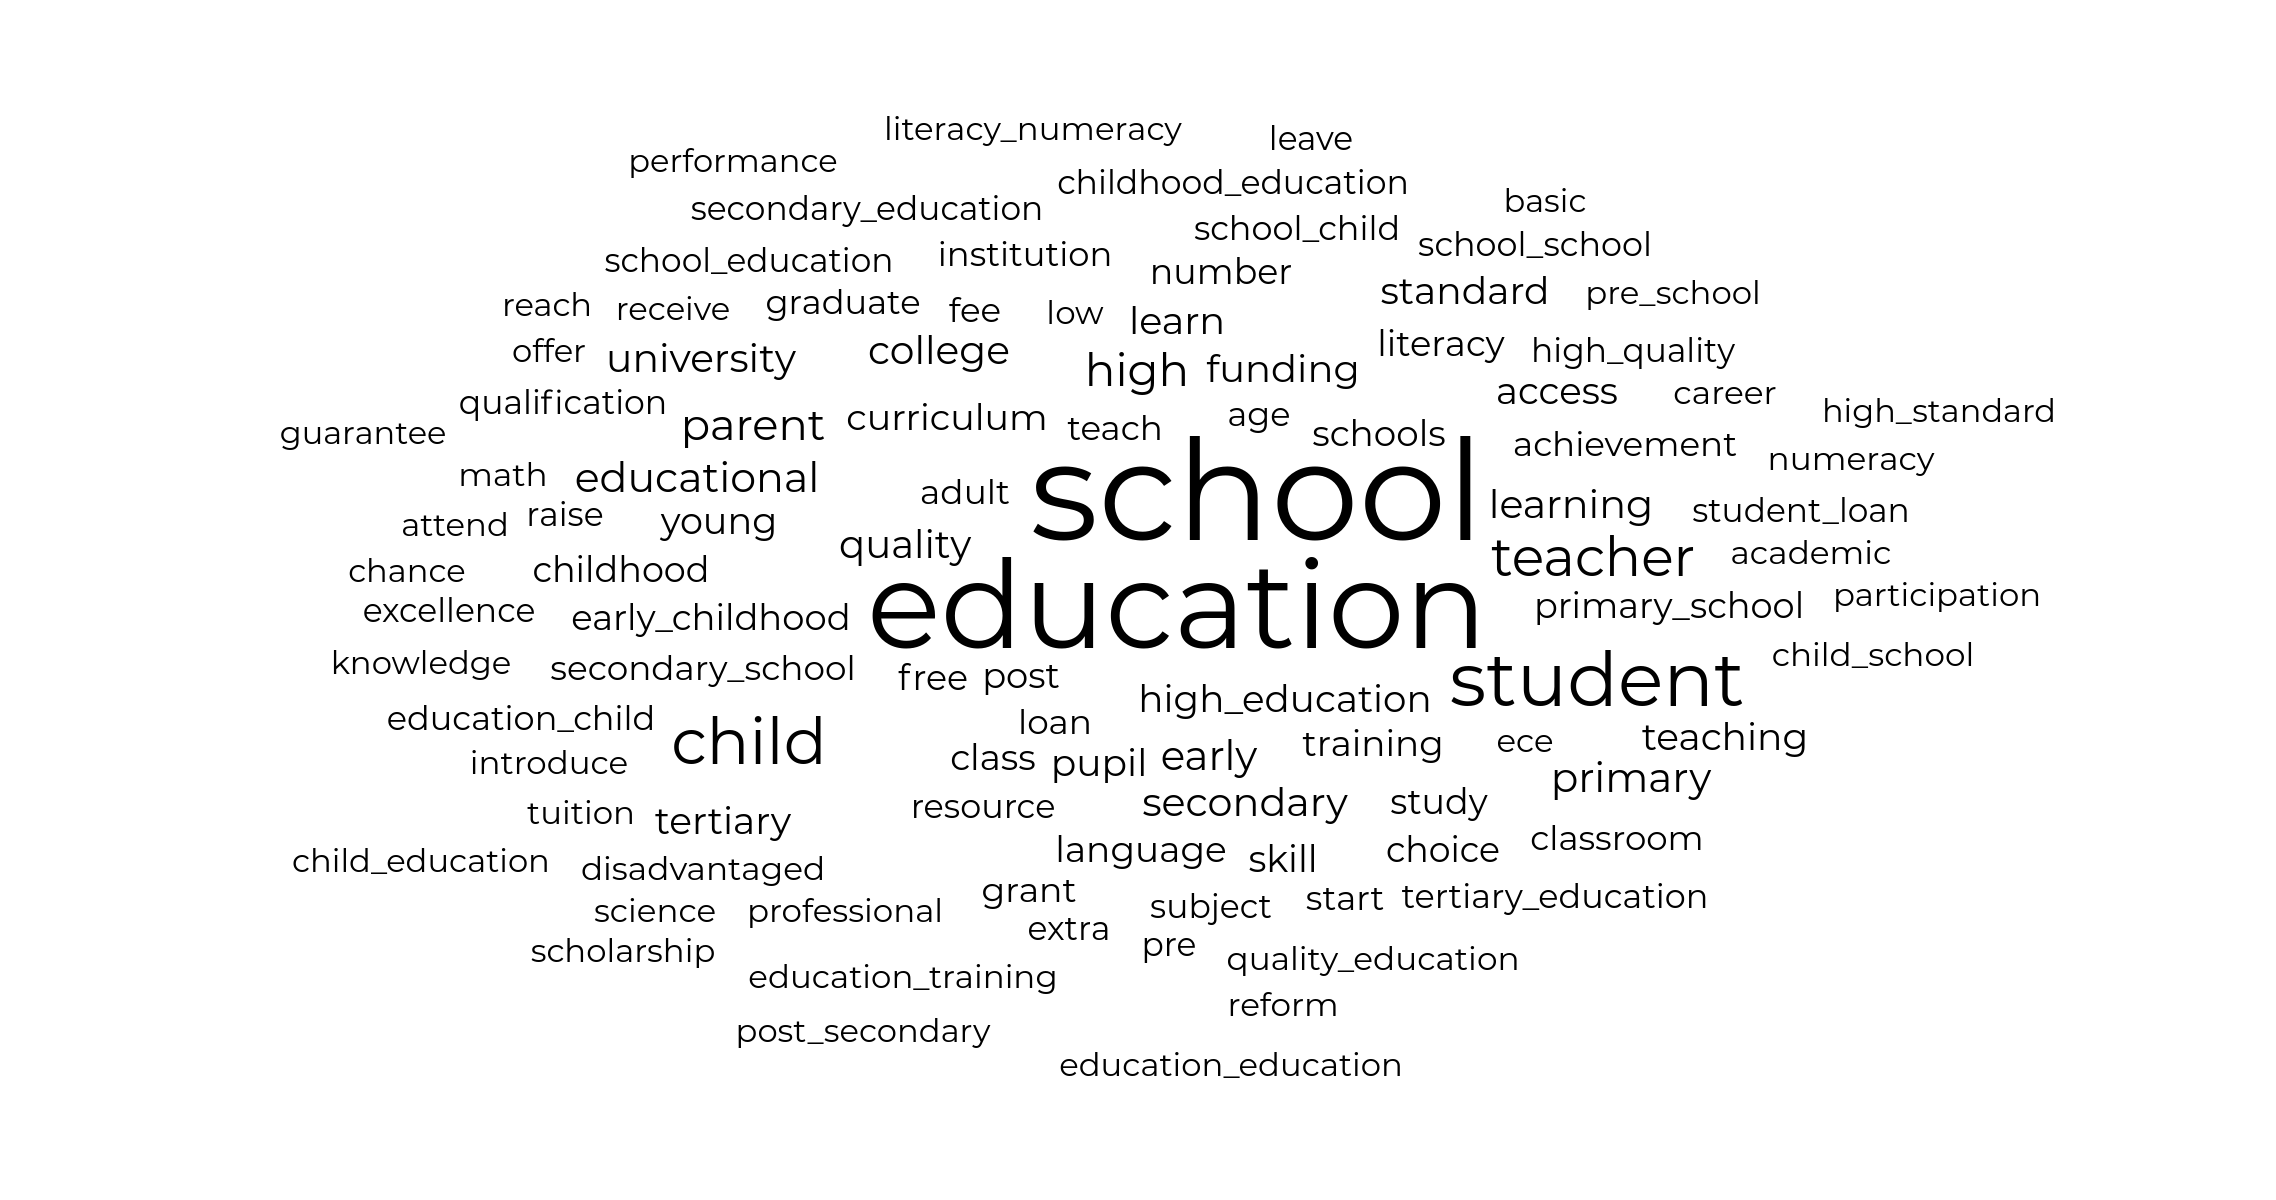 literacy_numeracy leave
performance
childhood_education
secondary_education basic
school_child
school_education institution school_school
number
reach receive graduate fee low learn standard pre_school
offer university college literacy high_quality
high funding
qualification access career
guarantee parent curriculum teach age schools high_standard
achievement numeracy
math educational adult school learning student_loan
attend raise young
quality teacher academic
chance childhood
excellence early_childhood education primary_school participation
knowledge secondary_school free post student child_school
high_education
education_child loan
introduce child class pupil early training ece teaching
primary
tuition tertiary resource secondary study
classroom
child_education disadvantaged language skill choice
grant
science professional subject start tertiary_education
extra
scholarship pre
education_training quality_education
reform
post_secondary
education_education